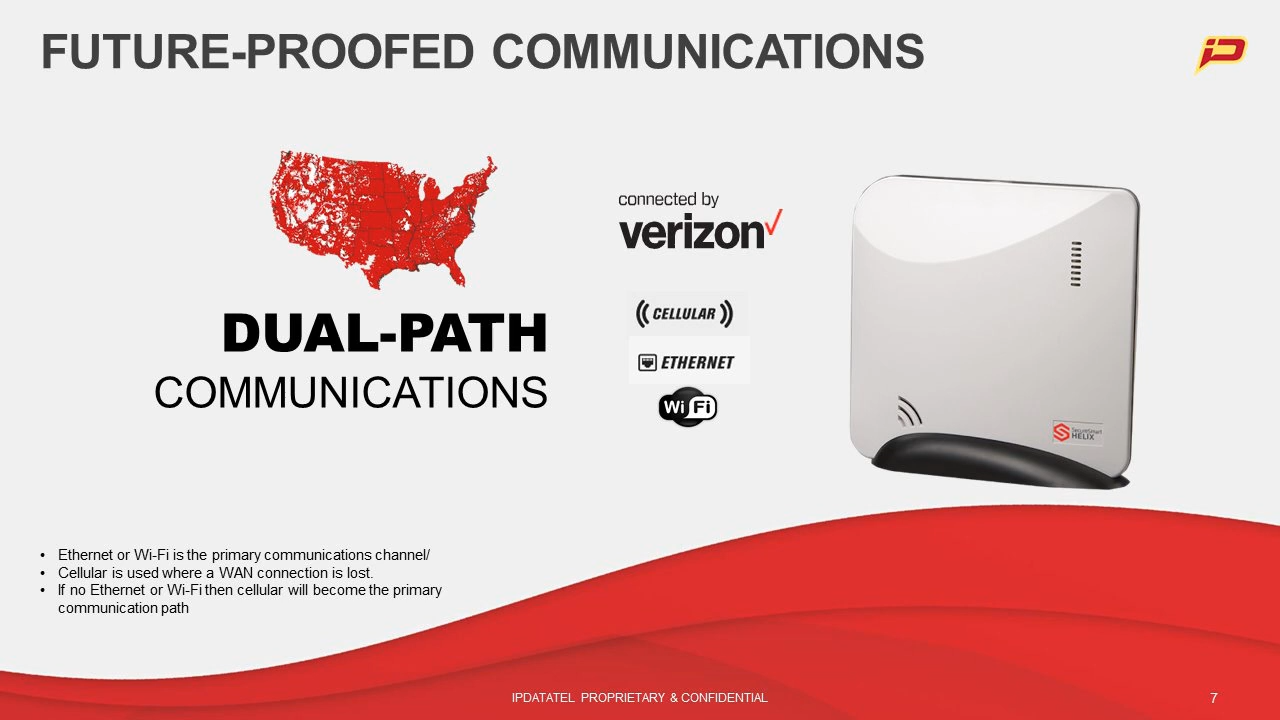 FUTURE-PROOFED COMMUNICATIONS
iD
connected by
verizon
DUAL-PATH
COMMUNICATIONS
CELLULAR
ETHERNET
Wi Fi
SecureSmart
HELIX
• Ethernet or Wi-Fi is the primary communications channel/
• Cellular is used where a WAN connection is lost.
• If no Ethernet or Wi-Fi then cellular will become the primary
communication path
IPDATATEL PROPRIETARY & CONFIDENTIAL
7